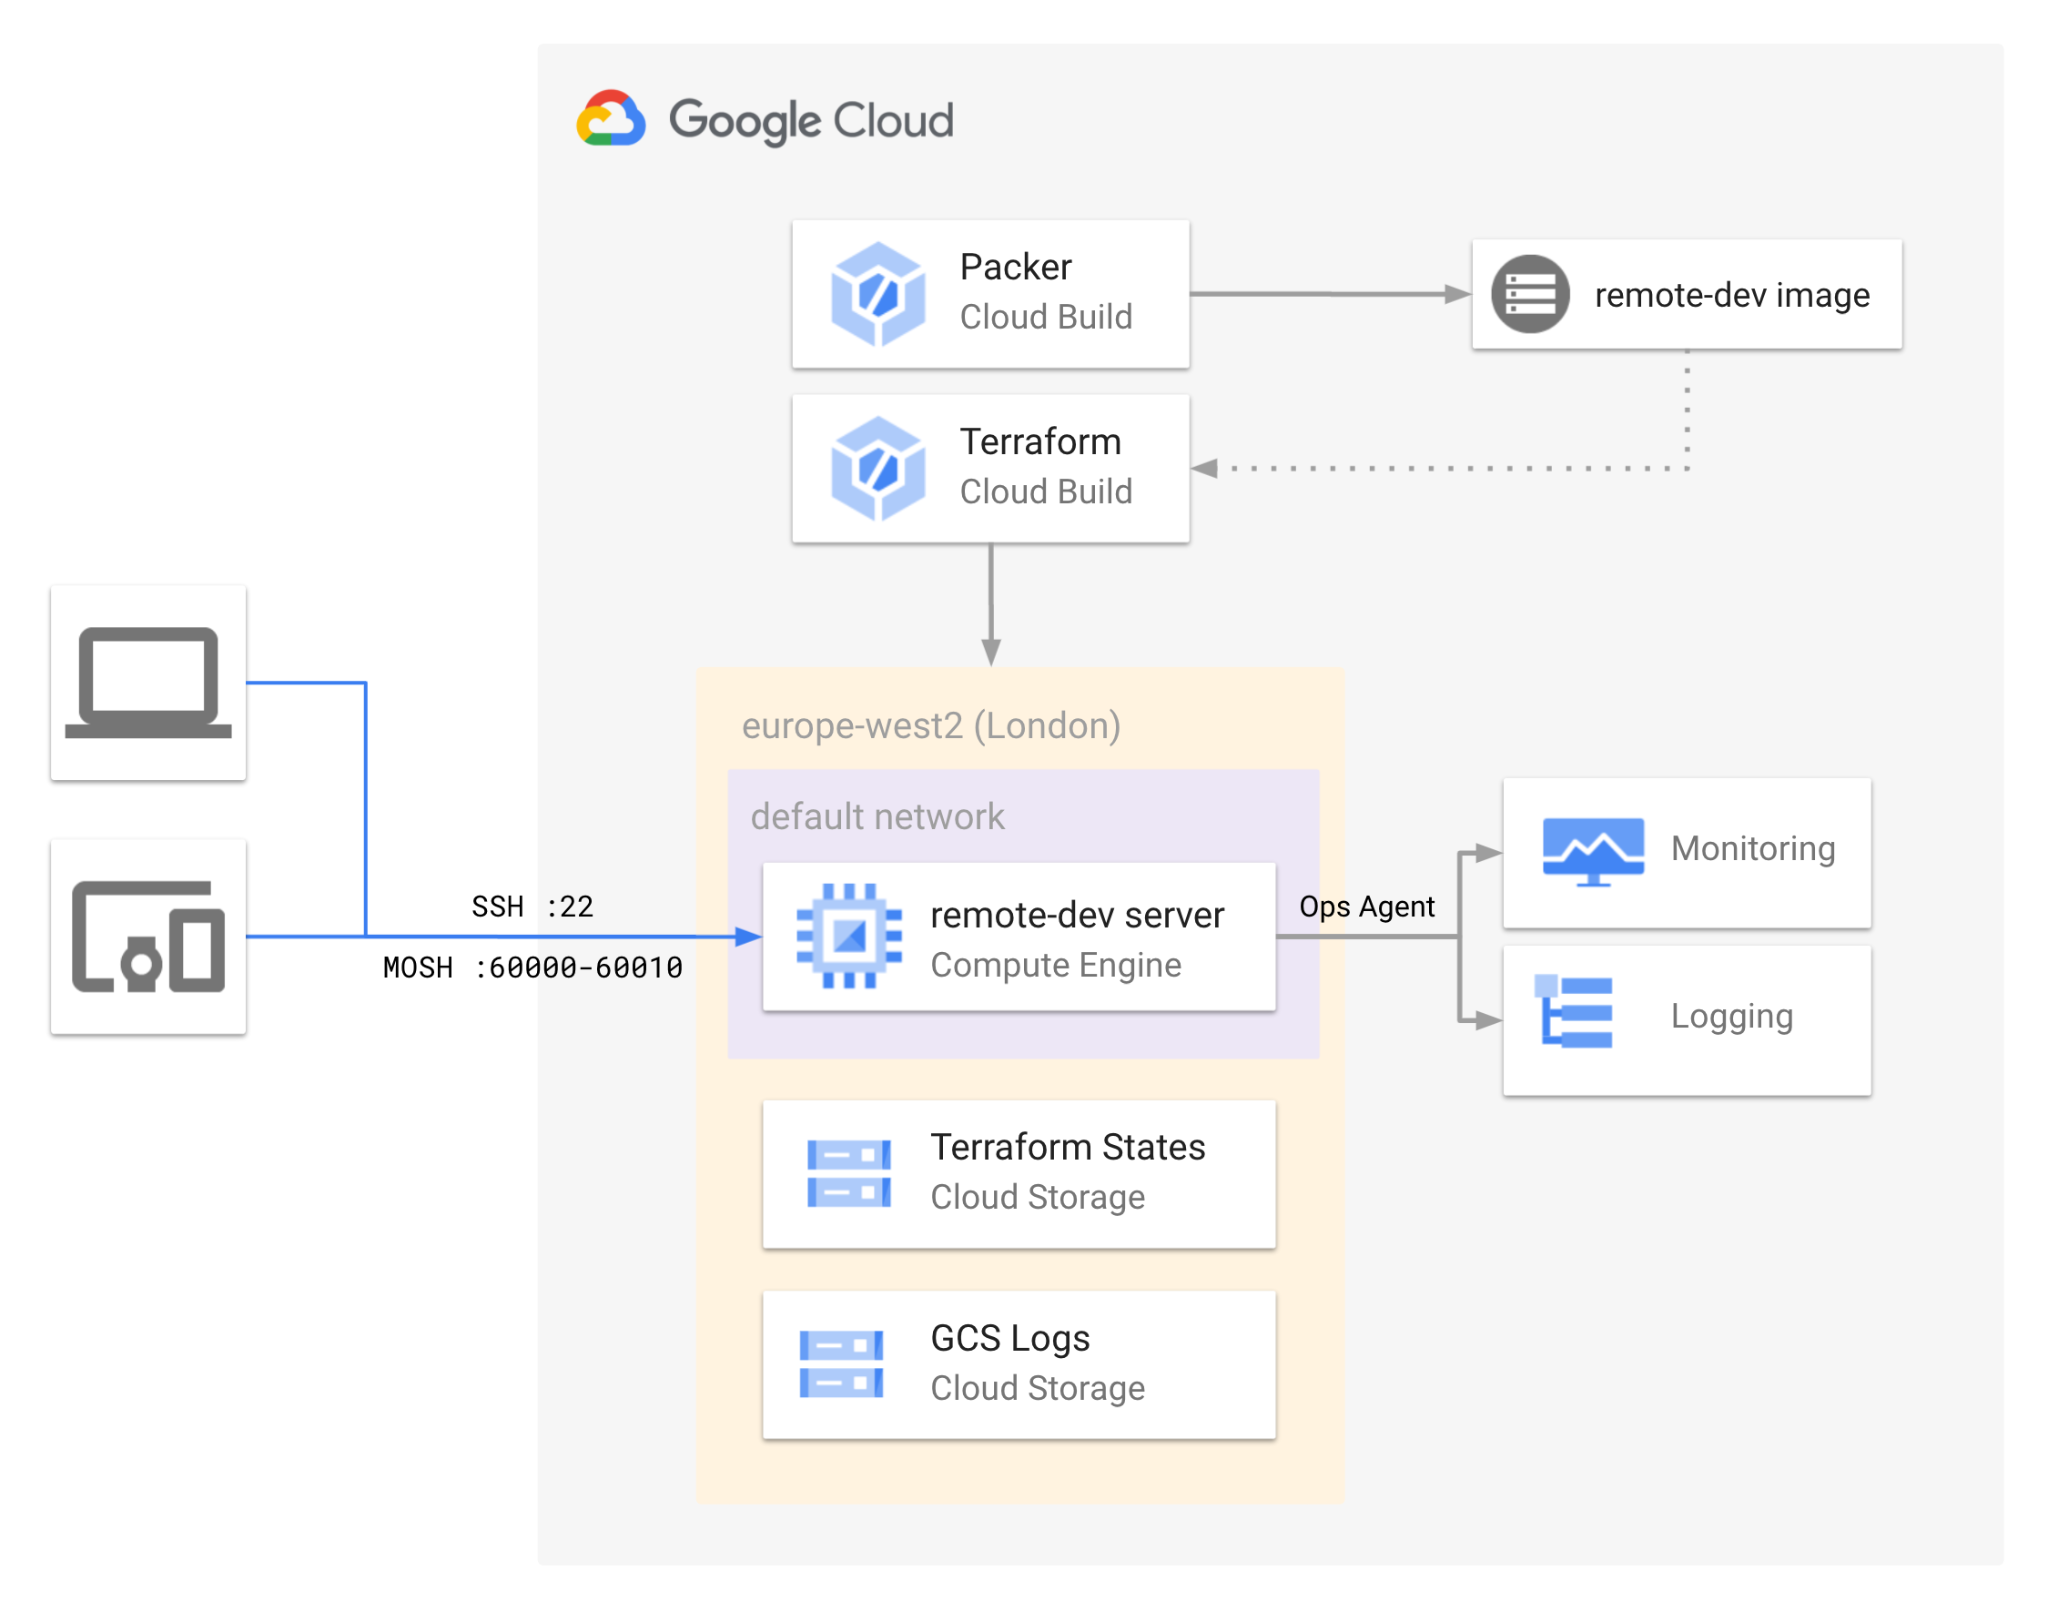 Google Cloud
Packer
Cloud Build
remote-dev image
Terraform
Cloud Build
europe-west2 (London)
default network
SSH :22
MOSH :60000-60010
remote-dev server
Compute Engine
Ops Agent
Monitoring
Logging
Terraform States
Cloud Storage
GCS Logs
Cloud Storage